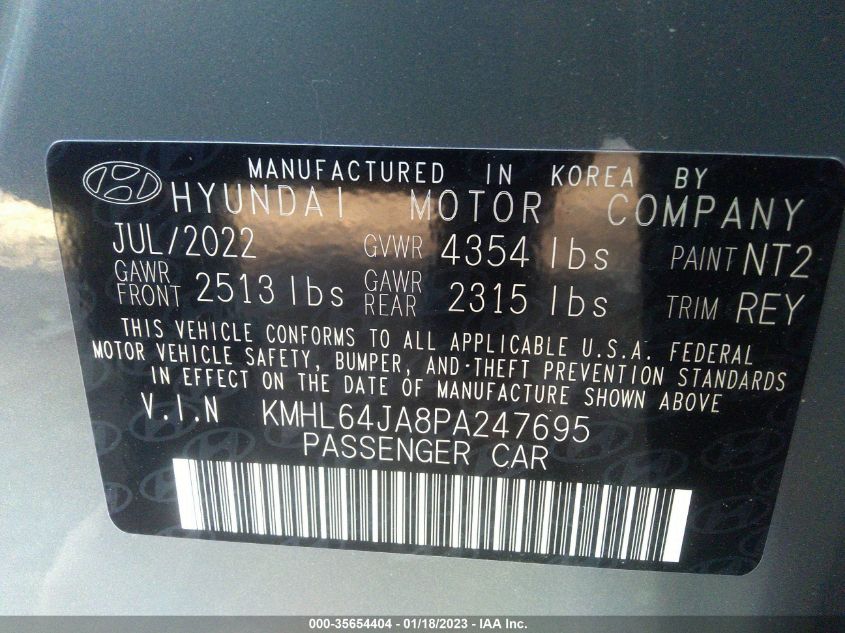 MANUFACTURED IN KOREA BY
HYUNDAI MOTOR COMPANY
JUL/2022 GVWR 4354 lbs PAINT NT2
GAWR FRONT 2513 lbs GAWR REAR 2315 lbs TRIM REY
THIS VEHICLE CONFORMS TO ALL APPLICABLE U.S.A. FEDERAL
MOTOR VEHICLE SAFETY, BUMPER, AND·THEFT PREVENTION STANDARDS
IN EFFECT ON THE DATE OF MANUFACTURE SHOWN ABOVE
V.I.N KMHL64JA8PA247695
PASSENGER CAR
000-35654404 - 01/18/2023 - IAA Inc.